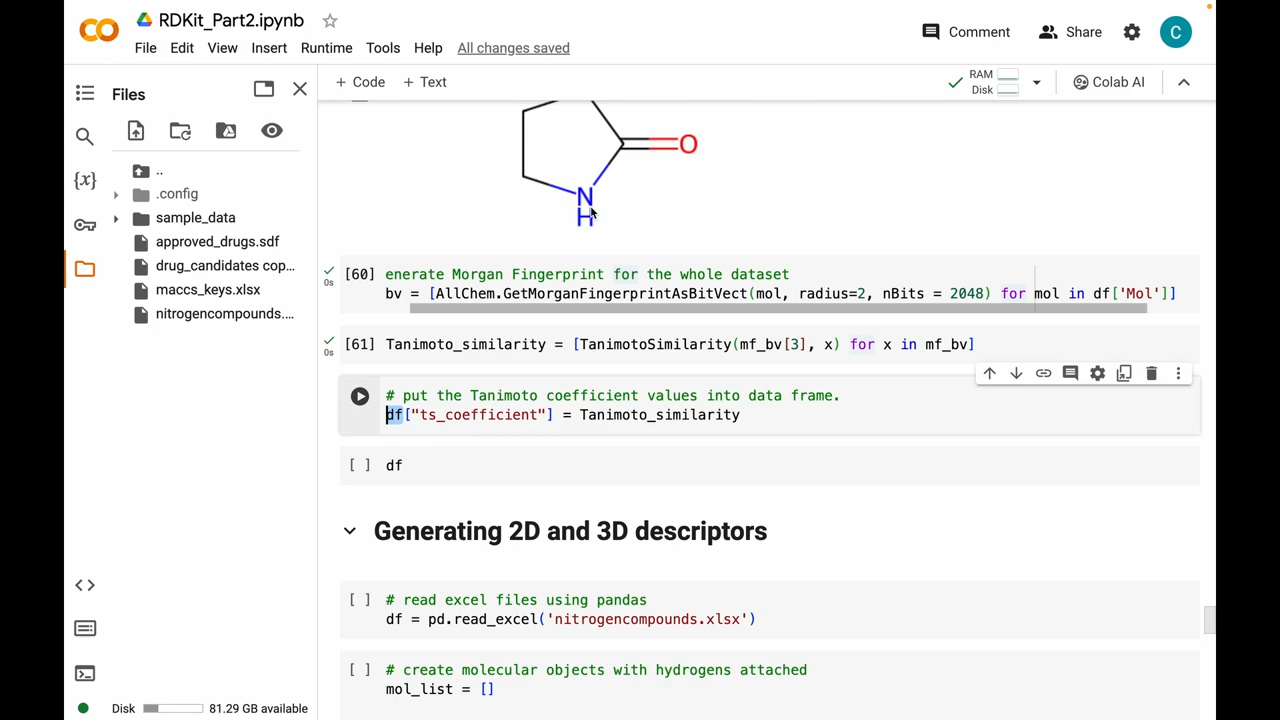 RDKit_Part2.ipynb
File Edit View Insert Runtime Tools Help All changes saved
Comment
Share
C
Files
+ Code + Text
RAM
Disk
Colab AI
..
.config
sample_data
approved_drugs.sdf
drug_candidates cop...
maccs_keys.xlsx
nitrogencompounds....
O
N
H
[60] enerate Morgan Fingerprint for the whole dataset
0s
bv = [AllChem.GetMorganFingerprintAsBitVect(mol, radius=2, nBits = 2048) for mol in df['Mol']]
[61] Tanimoto_similarity = [TanimotoSimilarity(mf_bv[3], x) for x in mf_bv]
0s
# put the Tanimoto coefficient values into data frame.
df["ts_coefficient"] = Tanimoto_similarity
[ ] df
Generating 2D and 3D descriptors
[ ] # read excel files using pandas
df = pd.read_excel('nitrogencompounds.xlsx')
[ ] # create molecular objects with hydrogens attached
mol_list = []
Disk 81.29 GB available